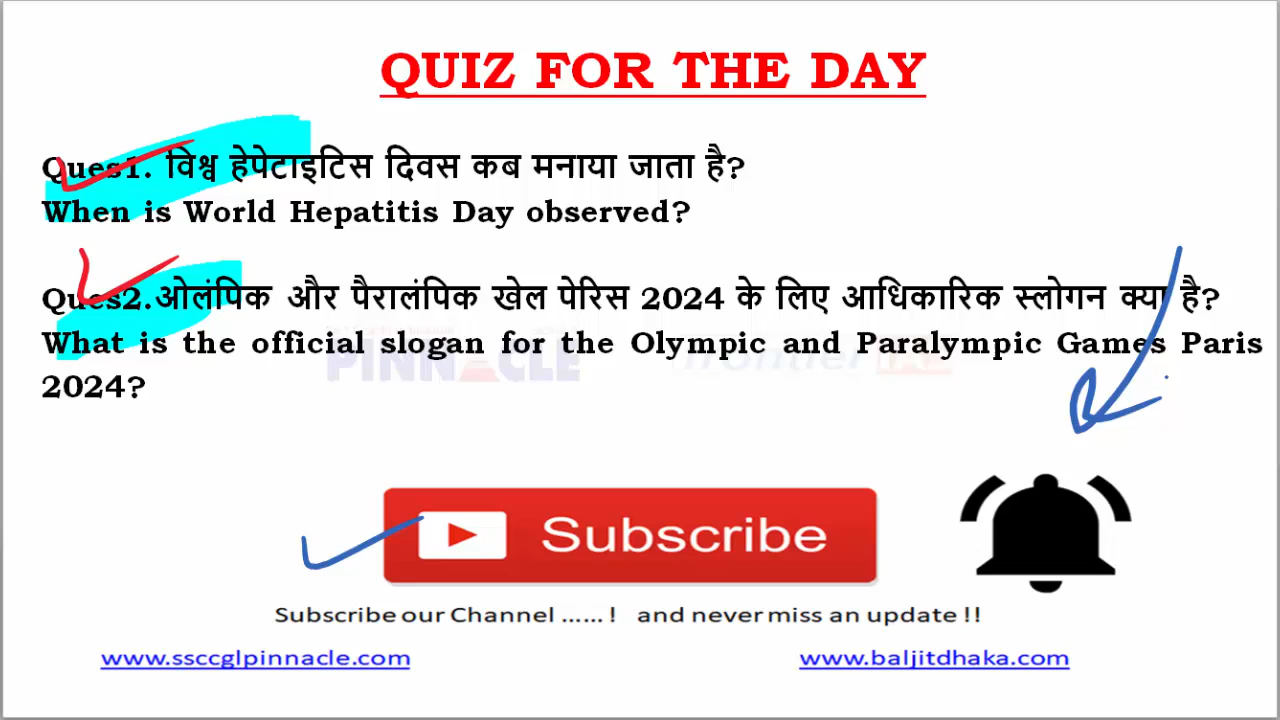 QUIZ FOR THE DAY
Ques1. विश्व हेपेटाइटिस दिवस कब मनाया जाता है?
When is World Hepatitis Day observed?
Ques2.ओलंपिक और पैरालंपिक खेल पेरिस 2024 के लिए आधिकारिक स्लोगन क्या है?
What is the official slogan for the Olympic and Paralympic Games Paris
2024?
PINNACLE
frontier IAS
Subscribe
Subscribe our Channel ...... ! and never miss an update !!
www.ssccglpinnacle.com
www.baljitdhaka.com